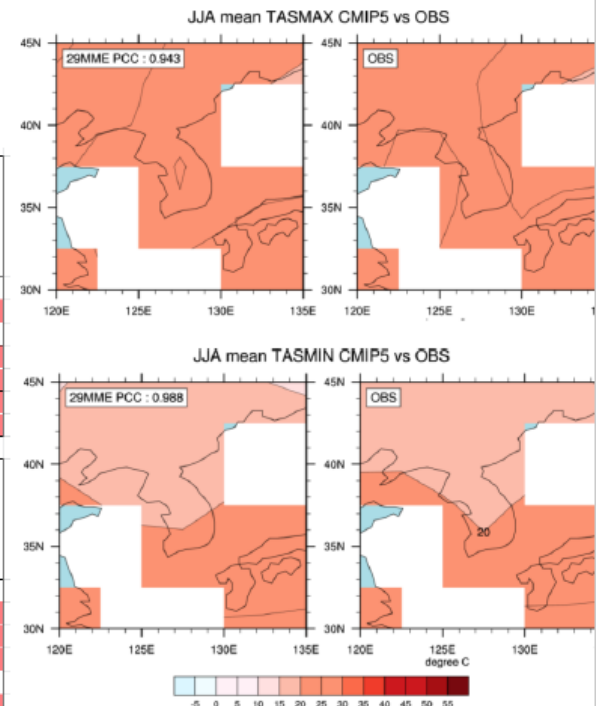 JJA mean TASMAX CMIP5 vs OBS
45N 45N
29MME PCC : 0.943 OBS
40N 40N
35N 35N
30N 30N
120E 125E 130E 135E 120E 125E 130E
JJA mean TASMIN CMIP5 vs OBS
45N 45N
29MME PCC : 0.988 OBS
40N 40N
20
35N 35N
30N 30N
120E 125E 130E 135E 120E 125E 130E
degree C
-5 0 5 10 15 20 25 30 35 40 45 50 55